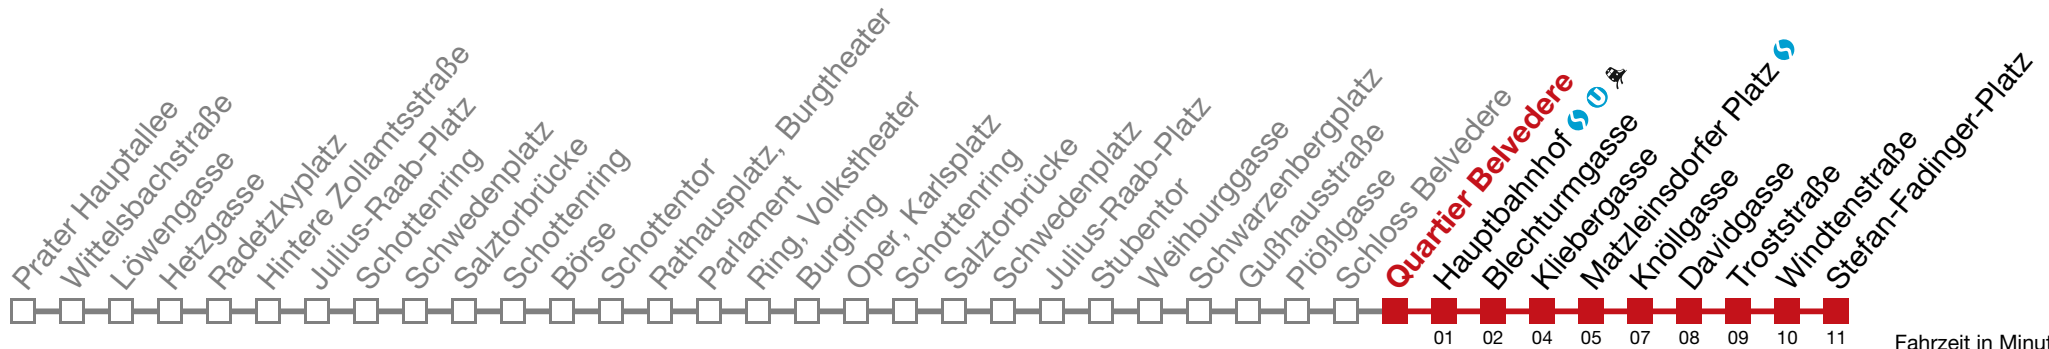 Prater Hauptallee
Wittelsbachstraße
Löwengasse
Hetzgasse
Radetzkyplatz
Hintere Zollamtsstraße
Julius-Raab-Platz
Schottenring
Schwedenplatz
Salztorbrücke
Schottenring
Börse
Schottentor
Rathausplatz, Burgtheater
Parlament
Ring, Volkstheater
Burgring
Oper, Karlsplatz
Schottenring
Salztorbrücke
Schwedenplatz
Julius-Raab-Platz
Stubentor
Weihburggasse
Schwarzenbergplatz
Gußhausstraße
Plößlgasse
Schloss Belvedere
Quartier Belvedere
Hauptbahnhof S U
Blechturmgasse
Kliebergasse
Matzleinsdorfer Platz S
Knöllgasse
Davidgasse
Troststraße
Windtenstraße
Stefan-Fadinger-Platz
01 02 04 05 07 08 09 10 11
Fahrzeit in Minut